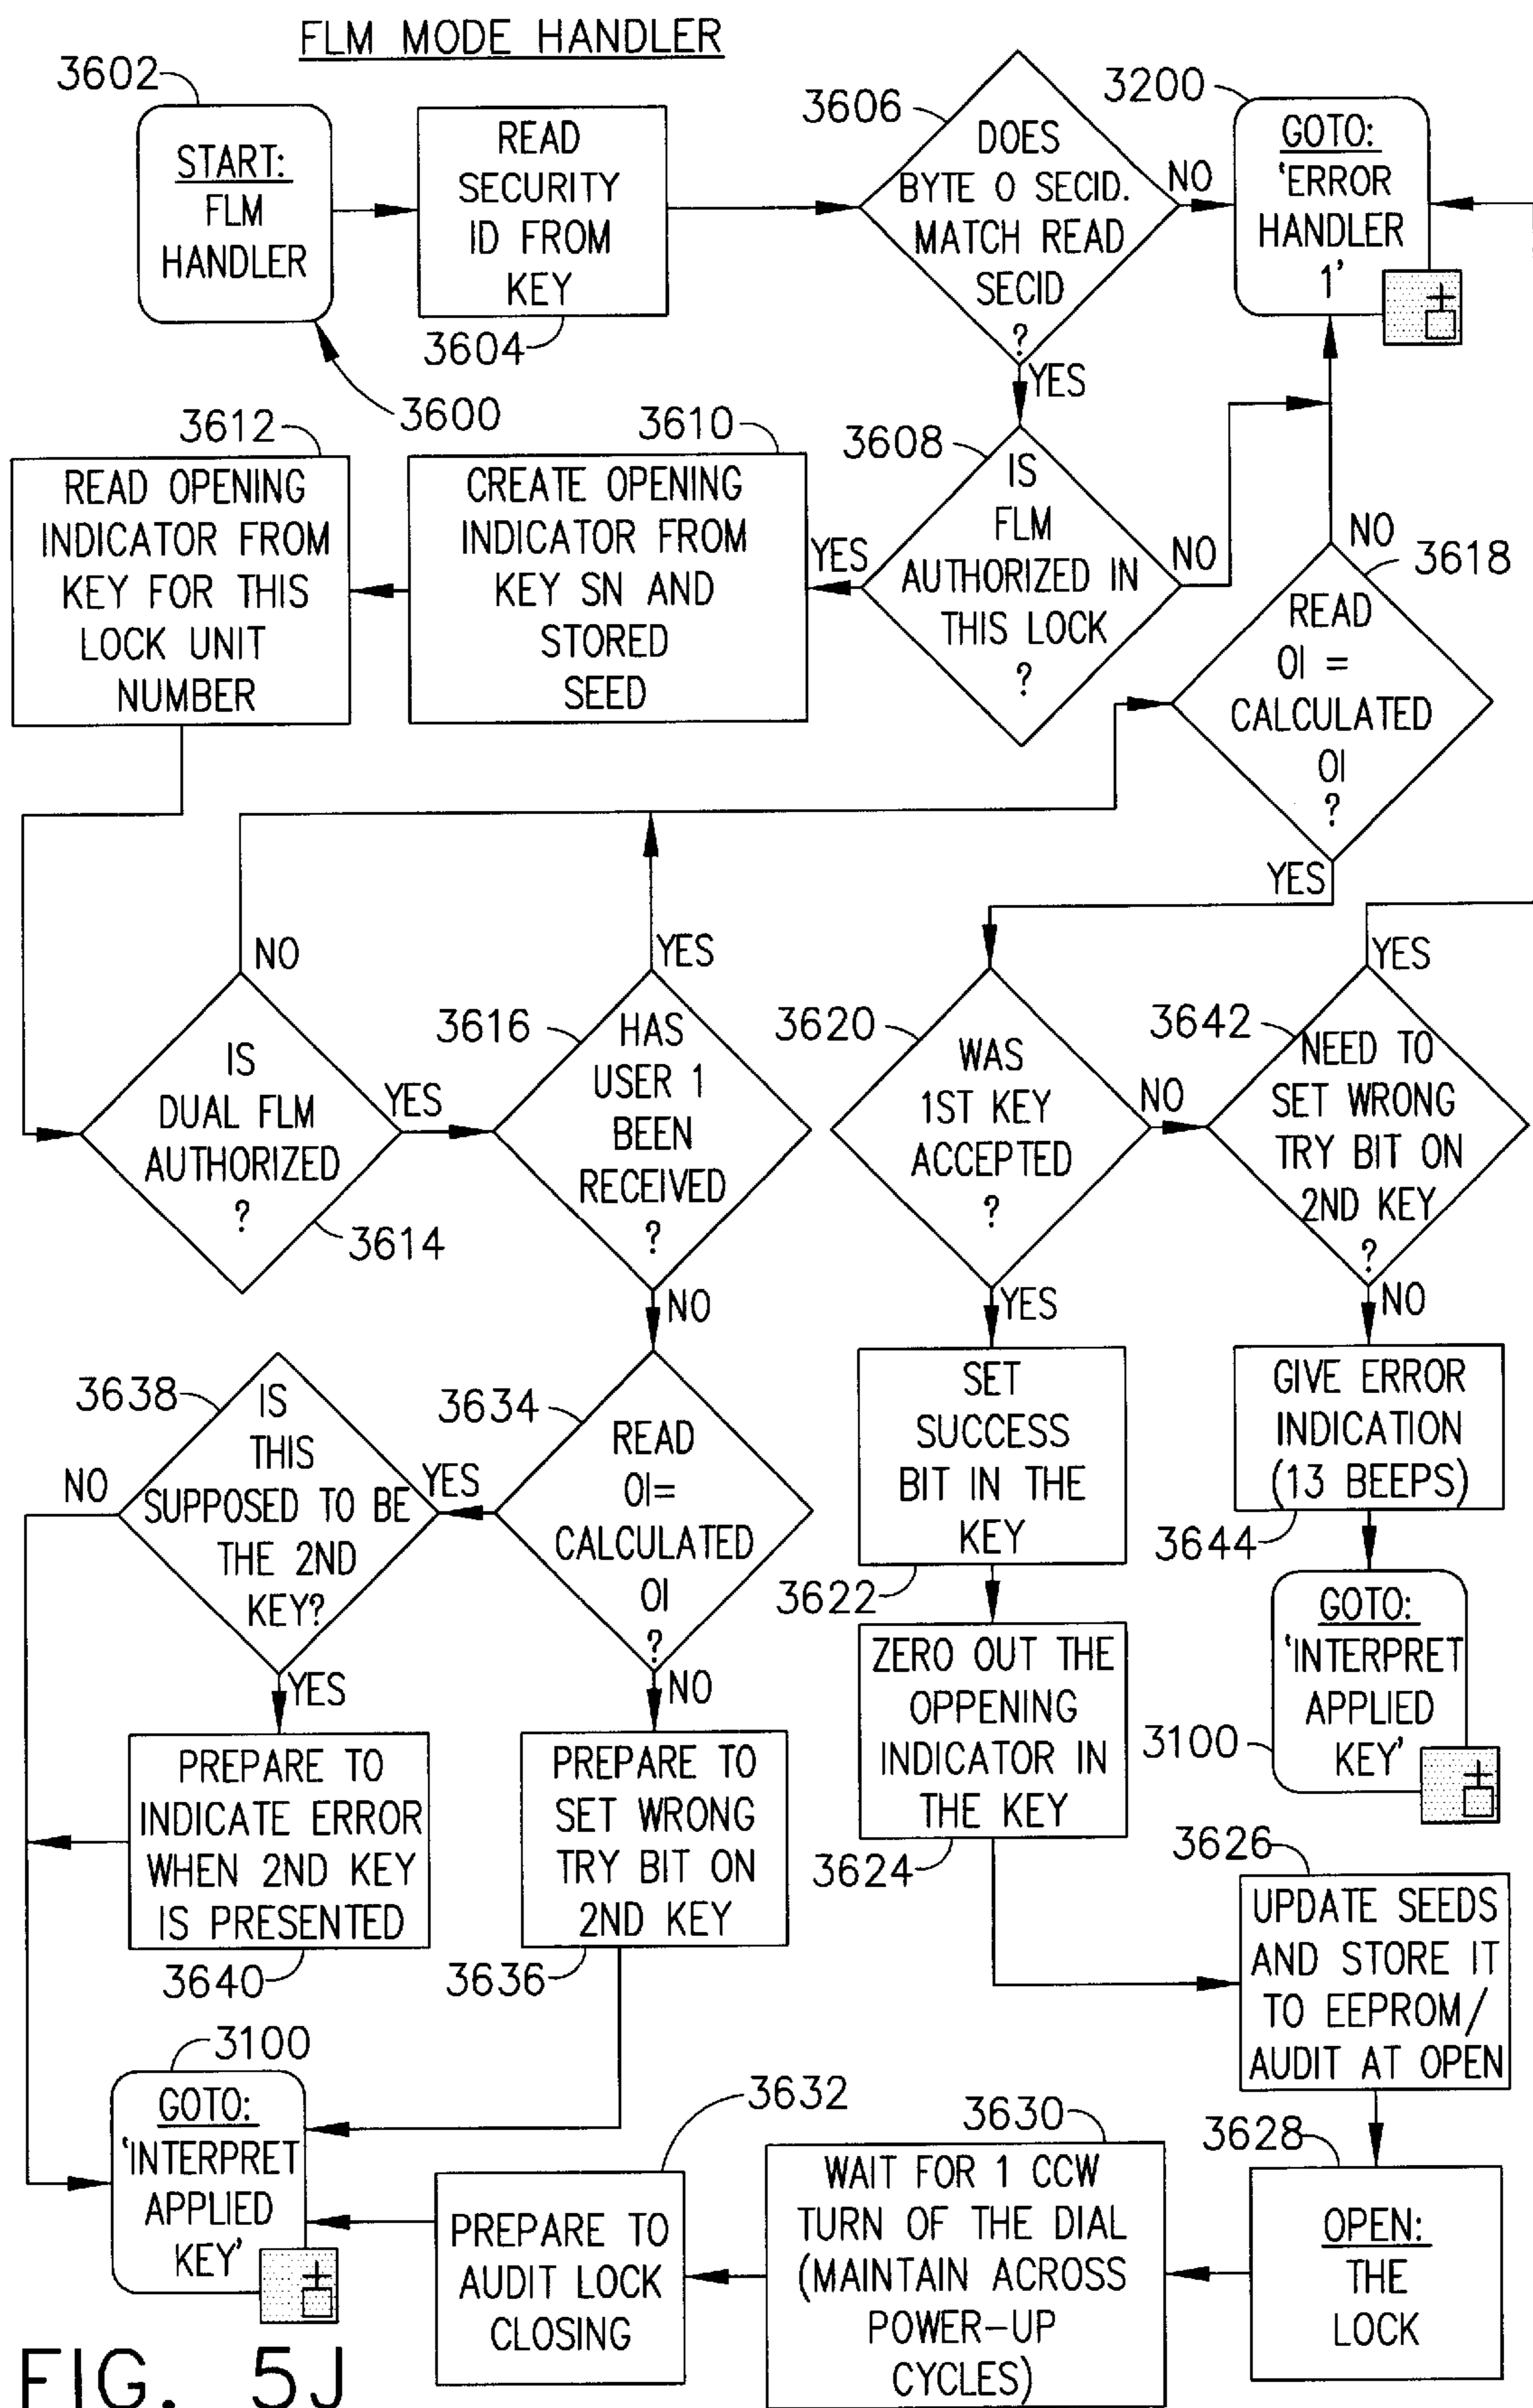 FLM MODE HANDLER
3602
START:
FLM
HANDLER
3600
READ
SECURITY
ID FROM
KEY
3604
3606
DOES
BYTE 0 SECID.
MATCH READ
SECID
?
NO
YES
3200
GOTO:
'ERROR
HANDLER
1'
3608
IS
FLM
AUTHORIZED IN
THIS LOCK
?
NO
YES
3610
CREATE OPENING
INDICATOR FROM
KEY SN AND
STORED
SEED
3612
READ OPENING
INDICATOR FROM
KEY FOR THIS
LOCK UNIT
NUMBER
NO
3618
READ
OI =
CALCULATED
OI
?
YES
NO
IS
DUAL FLM
AUTHORIZED
?
3614
YES
YES
3616
HAS
USER 1
BEEN
RECEIVED
?
NO
3620
WAS
1ST KEY
ACCEPTED
?
NO
YES
YES
3642
NEED TO
SET WRONG
TRY BIT ON
2ND KEY
?
NO
3638
IS
THIS
SUPPOSED TO BE
THE 2ND
KEY?
NO
YES
YES
3634
READ
OI=
CALCULATED
OI
?
NO
SET
SUCCESS
BIT IN THE
KEY
3622
GIVE ERROR
INDICATION
(13 BEEPS)
3644
ZERO OUT THE
OPPENING
INDICATOR IN
THE KEY
3624
GOTO:
'INTERPRET
APPLIED
KEY'
3100
PREPARE TO
INDICATE ERROR
WHEN 2ND KEY
IS PRESENTED
3640
PREPARE TO
SET WRONG
TRY BIT ON
2ND KEY
3636
3626
UPDATE SEEDS
AND STORE IT
TO EEPROM/
AUDIT AT OPEN
3100
GOTO:
'INTERPRET
APPLIED
KEY'
3632
PREPARE TO
AUDIT LOCK
CLOSING
3630
WAIT FOR 1 CCW
TURN OF THE DIAL
(MAINTAIN ACROSS
POWER-UP
CYCLES)
3628
OPEN:
THE
LOCK
FIG. 5J